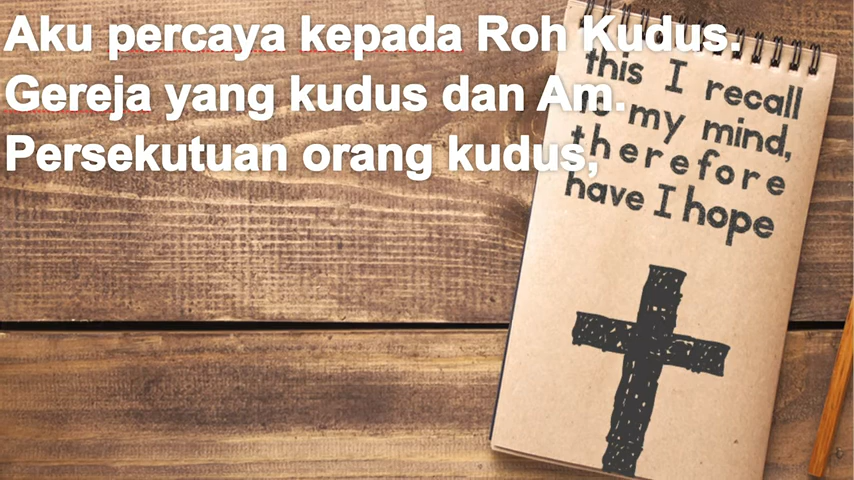 Aku percaya kepada Roh Kudus.
Gereja yang kudus dan Am.
Persekutuan orang kudus,
this I recall
to my mind,
therefore
have I hope